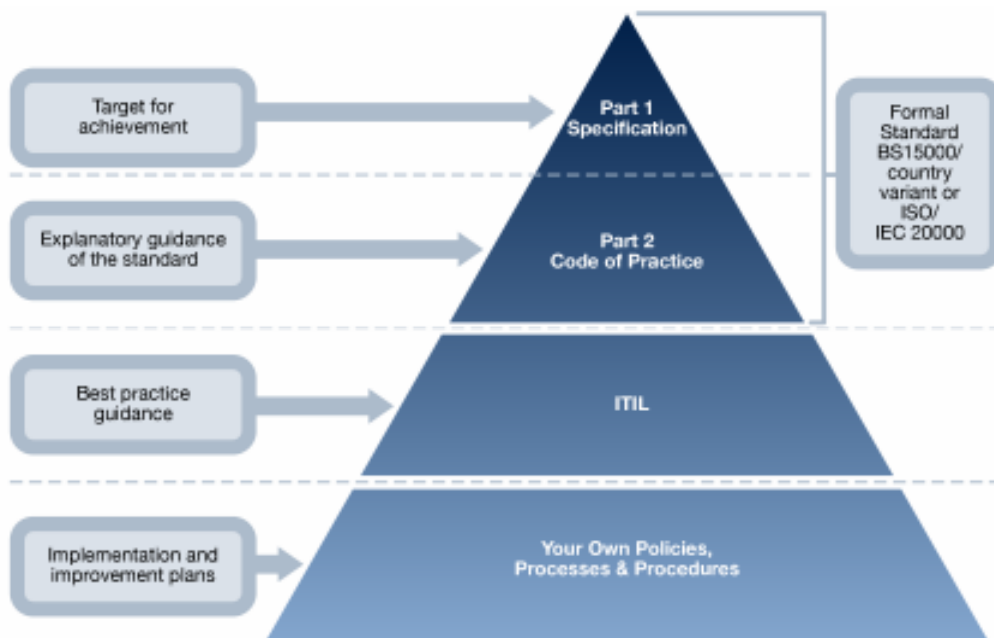 Target for
achievement
Part 1
Specification
Formal
Standard
BS15000/
country
variant or
ISO/
IEC 20000
Explanatory guidance
of the standard
Part 2
Code of Practice
Best practice
guidance
ITIL
Implementation and
improvement plans
Your Own Policies,
Processes & Procedures